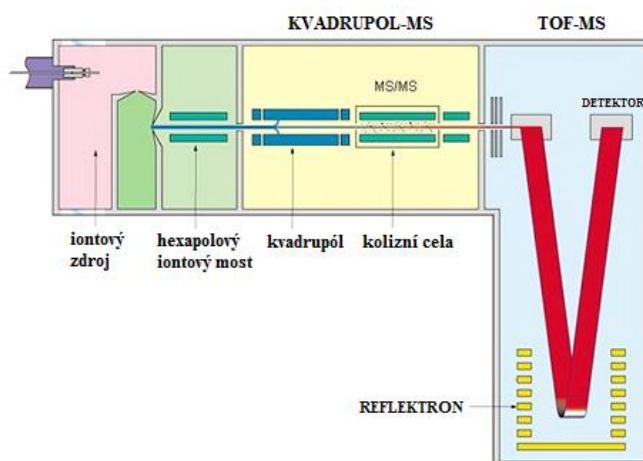 KVADRUPOL-MS
TOF-MS
MS/MS
DETEKTOR
iontový
zdroj
hexapolový
iontový most
kvadrupól
kolizní cela
REFLEKTRON